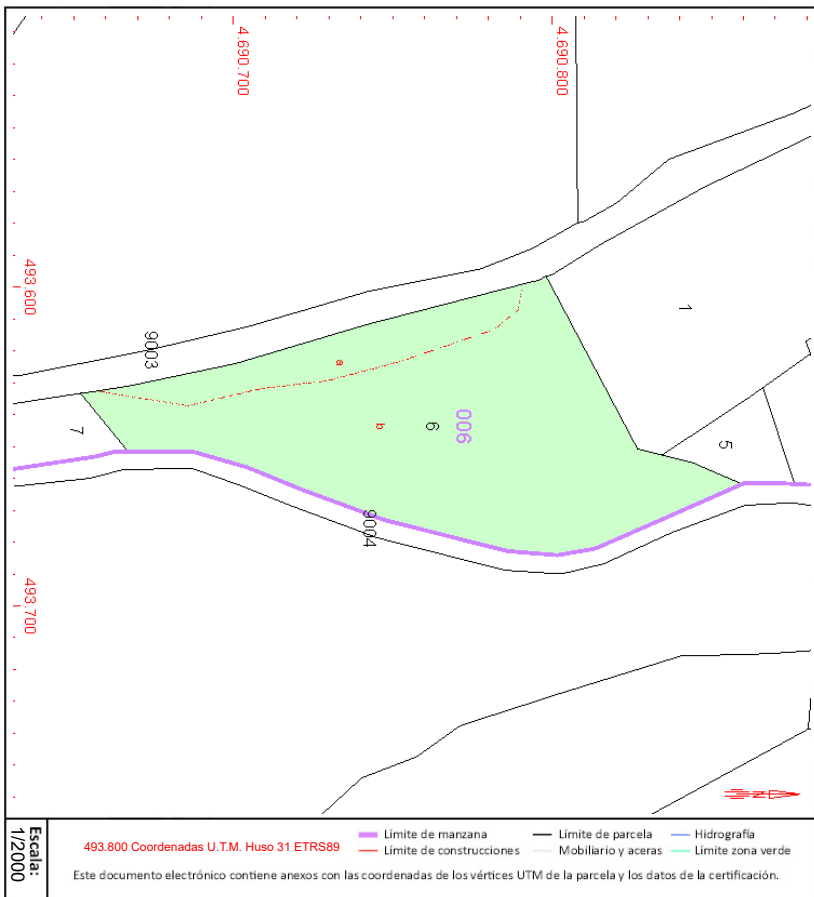 4.690.700
4.690.800
493.600
1
9003
a
006
b
6
7
5
9004
493.700
N
Escala:
1/2000
493.800 Coordenadas U.T.M. Huso 31 ETRS89
Límite de manzana
Límite de parcela
Hidrografía
Límite de construcciones
Mobiliario y aceras
Límite zona verde
Este documento electrónico contiene anexos con las coordenadas de los vértices UTM de la parcela y los datos de la certificación.